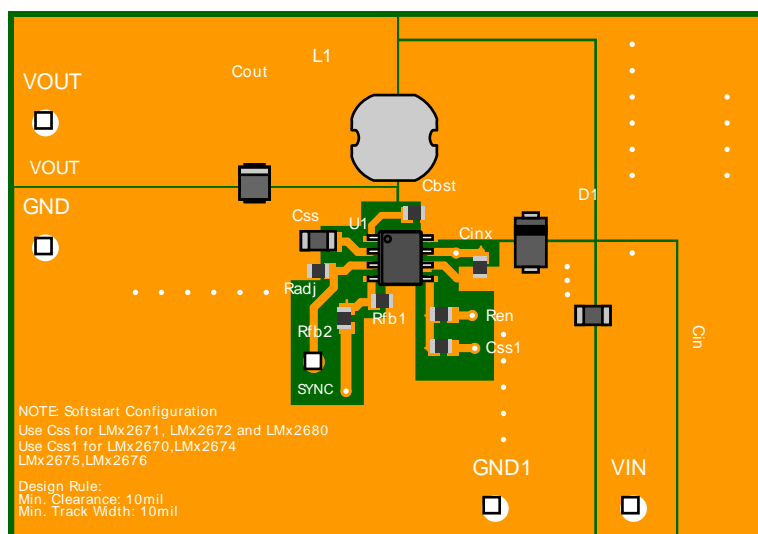 L1
Cout
VOUT
VOUT
Cbst
D1
GND
Css
U1
Cinx
Radj
Rfb1
Ren
Rfb2
Cin
Css1
SYNC
NOTE: Softstart Configuration
Use Css for LMx2671, LMx2672 and LMx2680
Use Css1 for LMx2670,LMx2674
LMx2675,LMx2676
GND1
VIN
Design Rule:
Min. Clearance: 10mil
Min. Track Width: 10mil